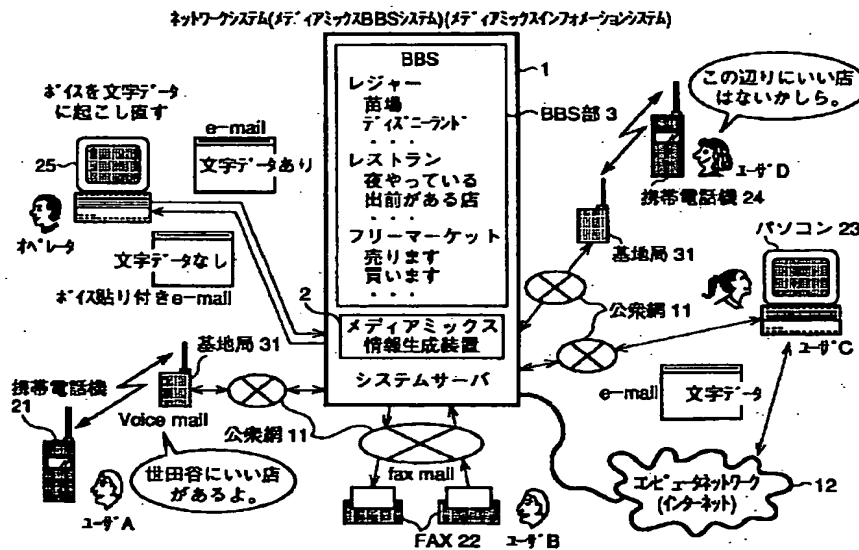 ネットワークシステム(メディアミックスBBSシステム){メディアミックスインフォメーションシステム)
BBS
レジャー
苗場
ディズニーランド
・・・
レストラン
夜やっている
出前がある店
・・・
フリーマーケット
売ります
買います
・・・
1
BBS部 3
2
メディアミックス
情報生成装置
システムサーバ
ボイスを文字データ
に起こし直す
25
e-mail
文字データあり
オペレータ
文字データなし
ボイス貼り付きe-mail
基地局 31
携帯電話機
21
Voice mail
公衆網 11
世田谷にいい店
があるよ。
ユーザA
fax mail
FAX 22
ユーザB
この辺りにいい店
はないかしら。
ユーザD
携帯電話機 24
基地局 31
パソコン 23
公衆網 11
ユーザC
e-mail
文字データ
コンピュータネットワーク
(インターネット)
12